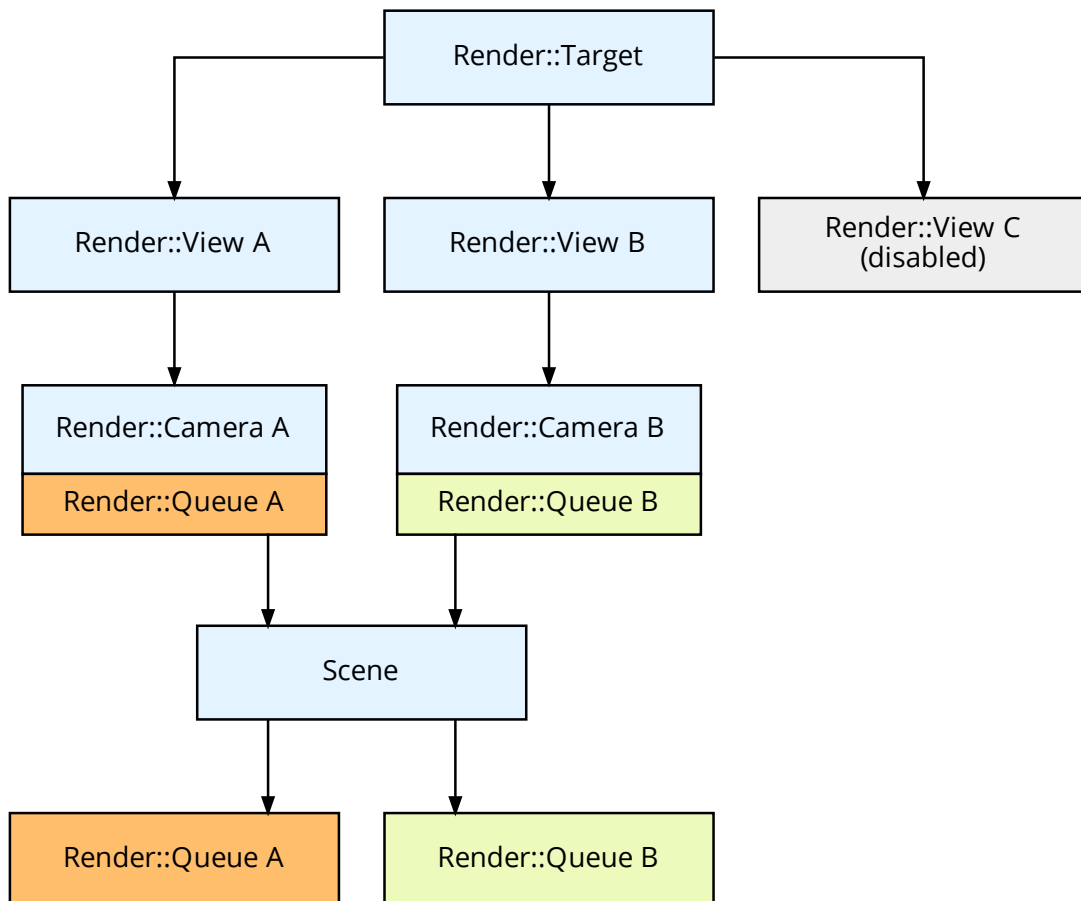 Render::Target
Render::View A
Render::View B
Render::View C
(disabled)
Render::Camera A
Render::Camera B
Render::Queue A
Render::Queue B
Scene
Render::Queue A
Render::Queue B